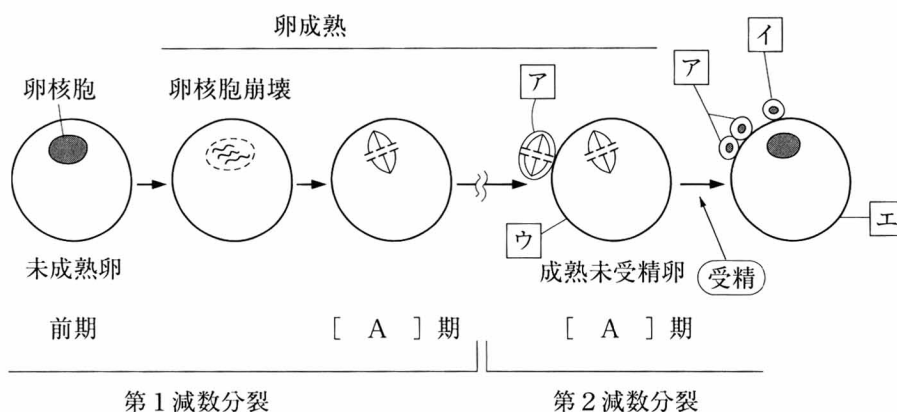 卵成熟
イ
ア
ア
卵核胞
卵核胞崩壊
ウ
エ
未成熟卵
成熟未受精卵
受精
前期
[ A ] 期
[ A ] 期
第1減数分裂
第2減数分裂